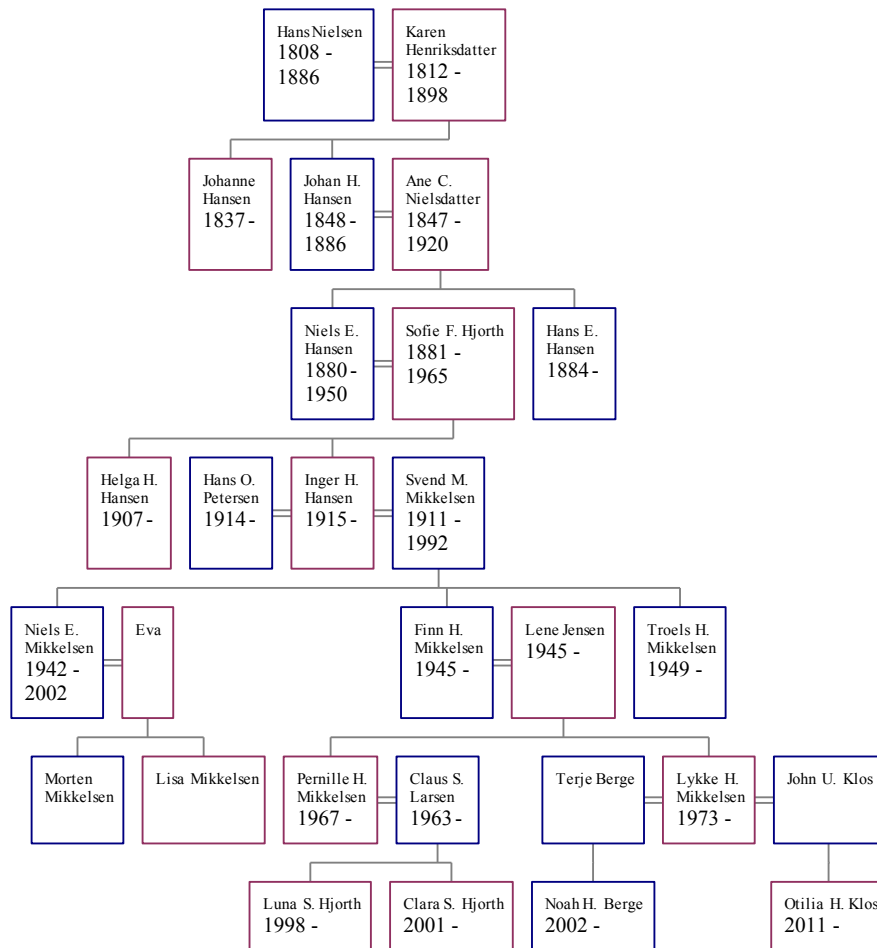 Hans Nielsen
1808 -
1886
Karen
Henriksdatter
1812 -
1898
Johanne
Hansen
1837 -
Johan H.
Hansen
1848 -
1886
Ane C.
Nielsdatter
1847 -
1920
Niels E.
Hansen
1880 -
1950
Sofie F. Hjorth
1881 -
1965
Hans E.
Hansen
1884 -
Helga H.
Hansen
1907 -
Hans O.
Petersen
1914 -
Inger H.
Hansen
1915 -
Svend M.
Mikkelsen
1911 -
1992
Niels E.
Mikkelsen
1942 -
2002
Eva
Finn H.
Mikkelsen
1945 -
Lene Jensen
1945 -
Troels H.
Mikkelsen
1949 -
Morten
Mikkelsen
Lisa Mikkelsen
Pernille H.
Mikkelsen
1967 -
Claus S.
Larsen
1963 -
Terje Berge
Lykke H.
Mikkelsen
1973 -
John U. Klos
Luna S. Hjorth
1998 -
Clara S. Hjorth
2001 -
Noah H. Berge
2002 -
Otilia H. Klos
2011 -